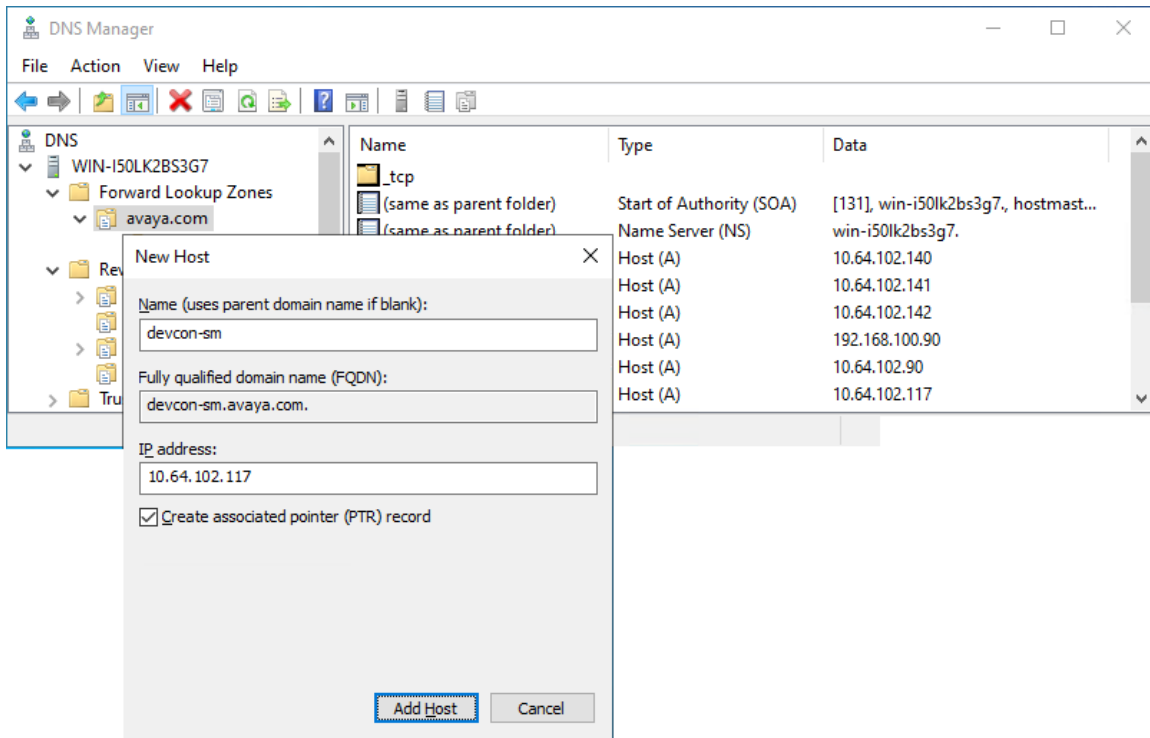 DNS Manager
File Action View Help
DNS
WIN-I50LK2BS3G7
Forward Lookup Zones
avaya.com
Name Type Data
_tcp
(same as parent folder) Start of Authority (SOA) [131], win-i50lk2bs3g7., hostmast...
(same as parent folder) Name Server (NS) win-i50lk2bs3g7.
Host (A) 10.64.102.140
Host (A) 10.64.102.141
Host (A) 10.64.102.142
Host (A) 192.168.100.90
Host (A) 10.64.102.90
Host (A) 10.64.102.117
New Host
Name (uses parent domain name if blank):
devcon-sm
Fully qualified domain name (FQDN):
devcon-sm.avaya.com.
IP address:
10.64.102.117
Create associated pointer (PTR) record
Add Host Cancel